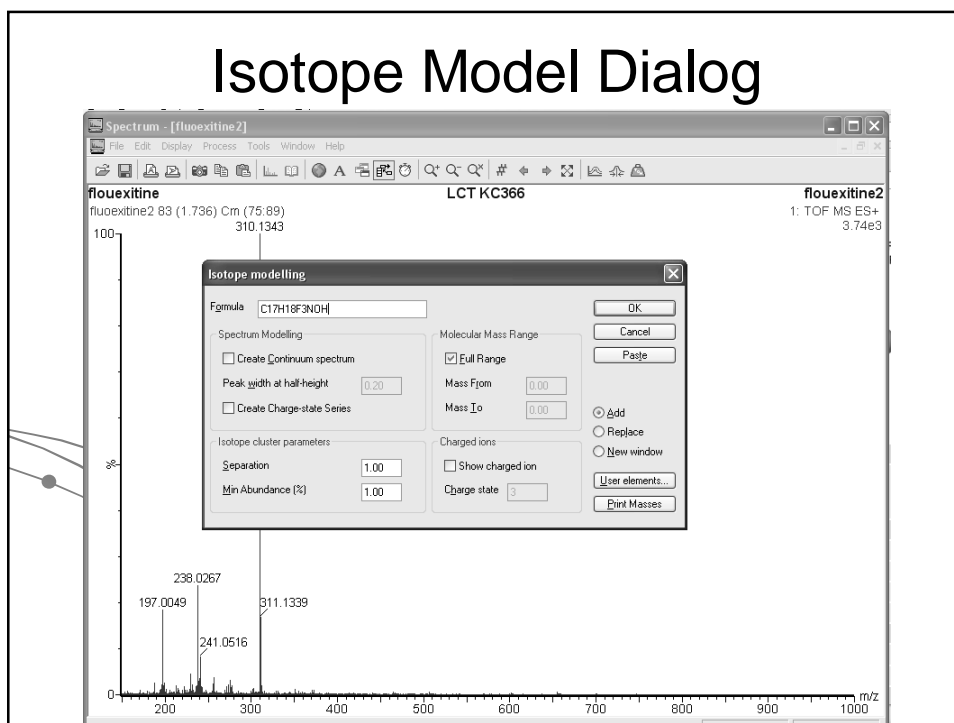 Isotope Model Dialog
Spectrum - [fluoexitine2]
File Edit Display Process Tools Window Help
flouexitine LCT KC366 flouexitine2
fluoexitine2 83 (1.736) Cm (75:89) 1: TOF MS ES+
3.74e3
310.1343
100
Isotope modelling
Formula C17H18F3NOH
OK
Cancel
Paste
Spectrum Modelling
Create Continuum spectrum
Peak width at half-height 0.20
Create Charge-state Series
Molecular Mass Range
Full Range
Mass From 0.00
Mass To 0.00
Add
Replace
New window
Isotope cluster parameters
Separation 1.00
Min Abundance (%) 1.00
Charged ions
Show charged ion
Charge state 3
User elements...
Print Masses
%
238.0267
197.0049
311.1339
241.0516
0
m/z
200 300 400 500 600 700 800 900 1000